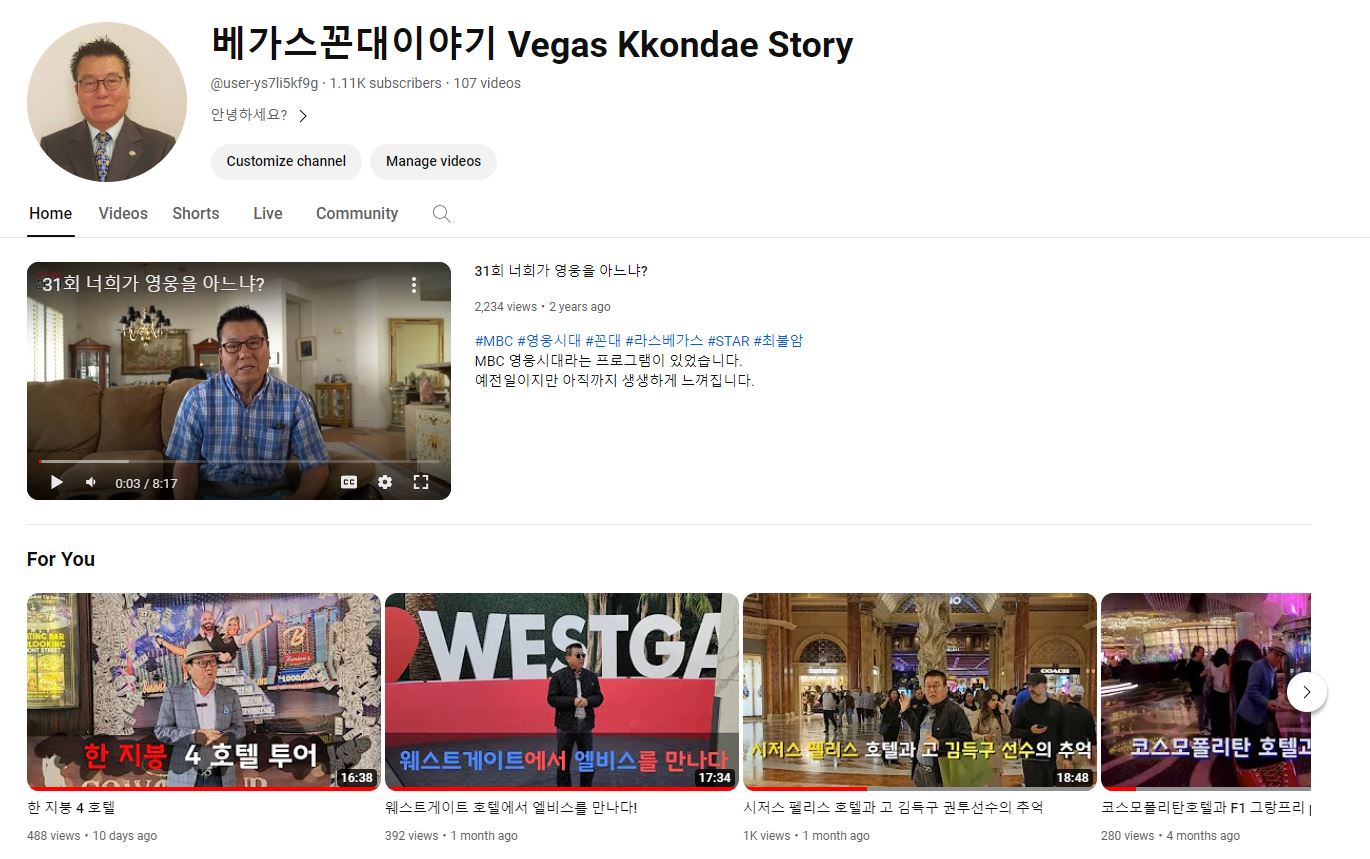 베가스꼰대이야기 Vegas Kkondae Story
@user-ys7li5kf9g · 1.11K subscribers · 107 videos
안녕하세요?
Customize channel
Manage videos
Home
Videos
Shorts
Live
Community
31회 너희가 영웅을 아느냐?
0:03 / 8:17
CC
31회 너희가 영웅을 아느냐?
2,234 views • 2 years ago
#MBC #영웅시대 #꼰대 #라스베가스 #STAR #최불암
MBC 영웅시대라는 프로그램이 있었습니다.
예전일이지만 아직까지 생생하게 느껴집니다.
For You
B
1,000,000
한 지붕 4 호텔 투어
16:38
한 지붕 4 호텔
488 views • 10 days ago
WESTGA
웨스트게이트에서 엘비스를 만나다
17:34
웨스트게이트 호텔에서 엘비스를 만나다!
392 views • 1 month ago
COACH
시저스 펠리스 호텔과 고 김득구 선수의 추억
18:48
시저스 펠리스 호텔과 고 김득구 권투선수의 추억
1K views • 1 month ago
코스모폴리탄 호텔과
코스모폴리탄호텔과 F1 그랑프리
280 views • 4 months ago